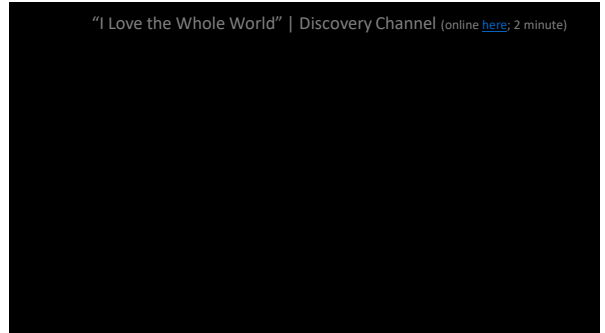 “I Love the Whole World” | Discovery Channel (online here; 2 minute)